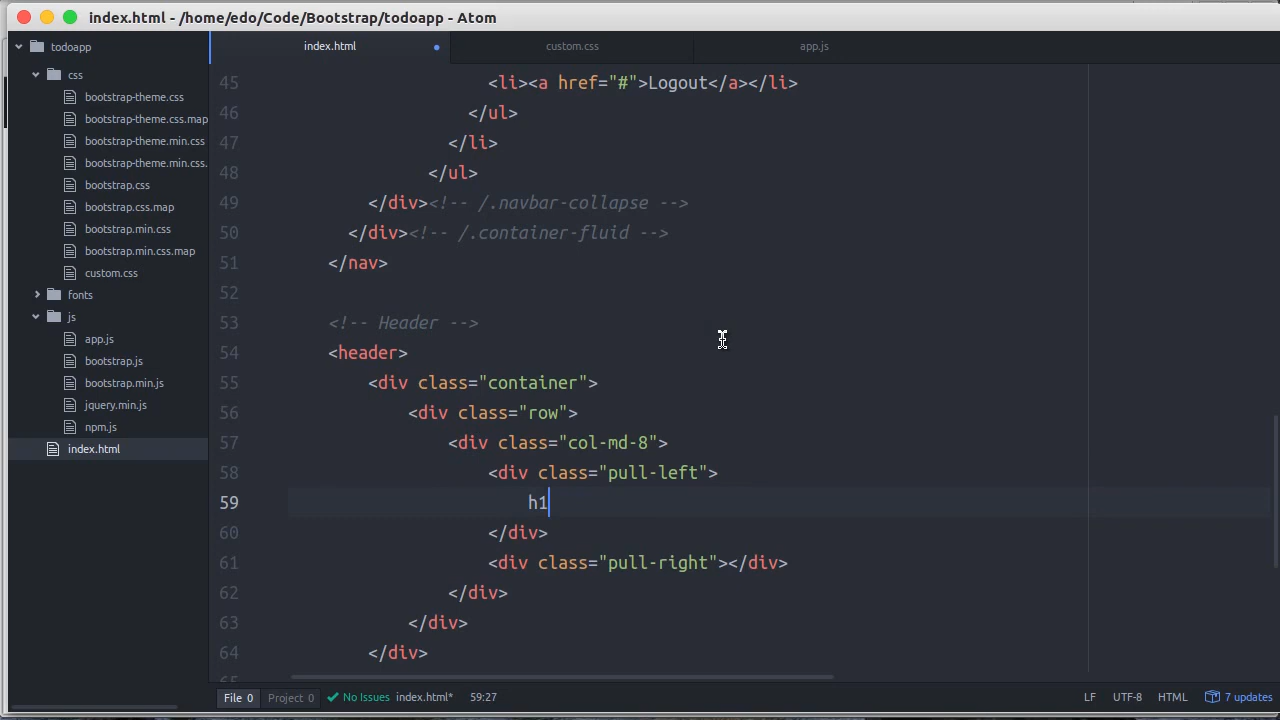 index.html - /home/edo/Code/Bootstrap/todoapp - Atom
todoapp
css
bootstrap-theme.css
bootstrap-theme.css.map
bootstrap-theme.min.css
bootstrap-theme.min.css.
bootstrap.css
bootstrap.css.map
bootstrap.min.css
bootstrap.min.css.map
custom.css
fonts
js
app.js
bootstrap.js
bootstrap.min.js
jquery.min.js
npm.js
index.html
index.html custom.css app.js
45 <li><a href="#">Logout</a></li>
46 </ul>
47 </li>
48 </ul>
49 </div><!-- /.navbar-collapse -->
50 </div><!-- /.container-fluid -->
51 </nav>
52
53 <!-- Header -->
54 <header>
55 <div class="container">
56 <div class="row">
57 <div class="col-md-8">
58 <div class="pull-left">
59 h1
60 </div>
61 <div class="pull-right"></div>
62 </div>
63 </div>
64 </div>
File 0 Project 0 No Issues index.html* 59:27 LF UTF-8 HTML 7 updates